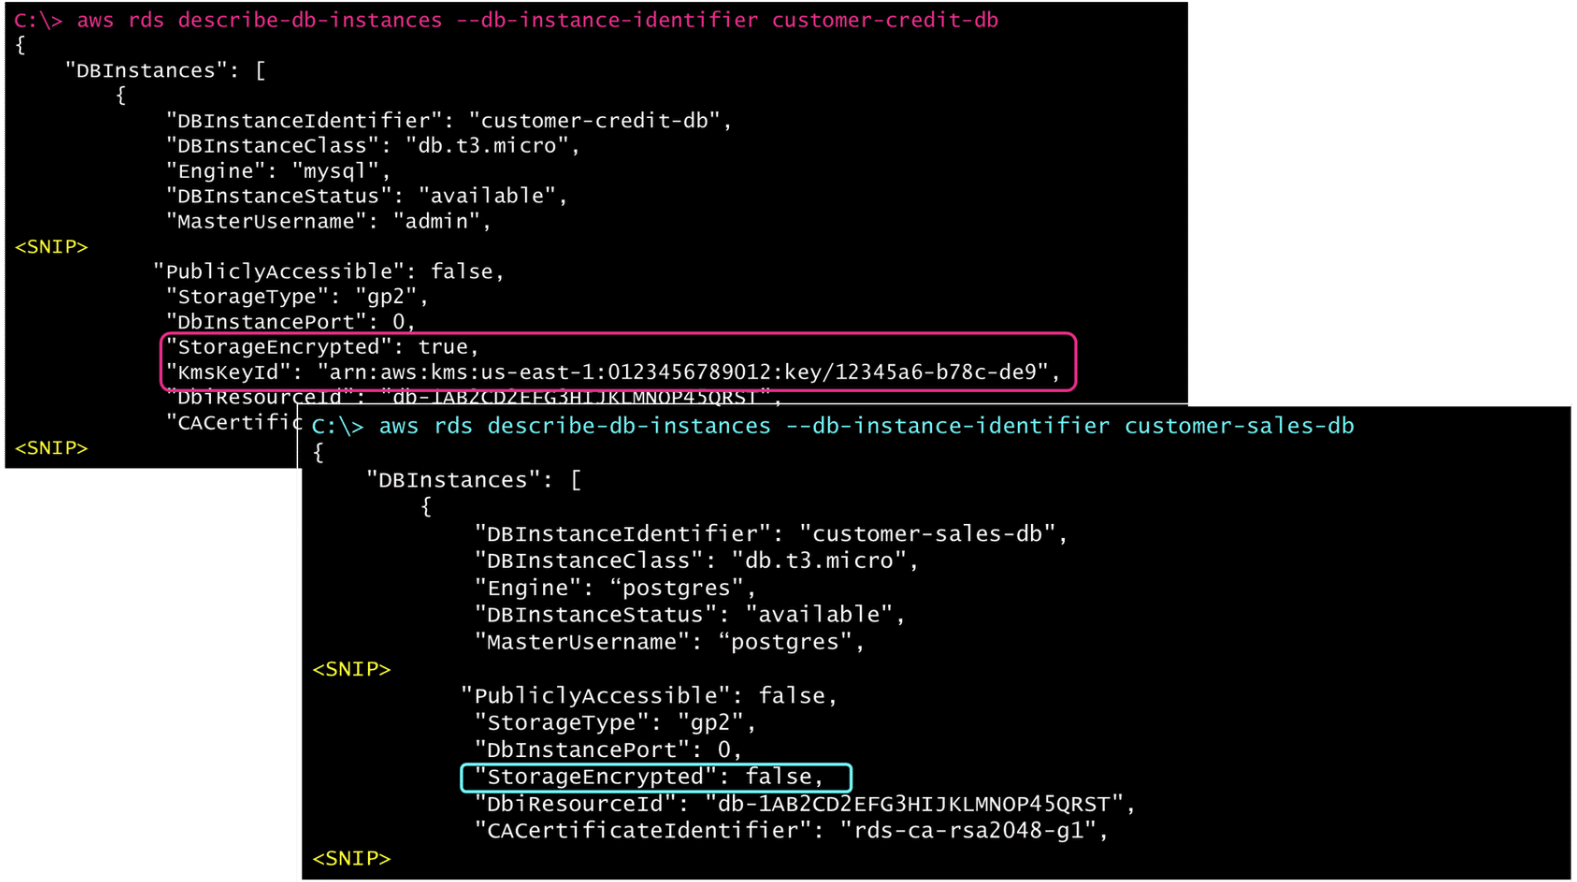 C:\> aws rds describe-db-instances --db-instance-identifier customer-credit-db
{
"DBInstances": [
{
"DBInstanceIdentifier": "customer-credit-db",
"DBInstanceClass": "db.t3.micro",
"Engine": "mysql",
"DBInstanceStatus": "available",
"MasterUsername": "admin",
<SNIP>
"PubliclyAccessible": false,
"StorageType": "gp2",
"DbInstancePort": 0,
"StorageEncrypted": true,
"KmsKeyId": "arn:aws:kms:us-east-1:0123456789012:key/12345a6-b78c-de9",
"DbiResourceId": "db-1AB2CD2EFG3HIJKLMNOP45QRST",
"CACertific
<SNIP>
C:\> aws rds describe-db-instances --db-instance-identifier customer-sales-db
{
"DBInstances": [
{
"DBInstanceIdentifier": "customer-sales-db",
"DBInstanceClass": "db.t3.micro",
"Engine": “postgres",
"DBInstanceStatus": "available",
"MasterUsername": “postgres",
<SNIP>
"PubliclyAccessible": false,
"StorageType": "gp2",
"DbInstancePort": 0,
"StorageEncrypted": false,
"DbiResourceId": "db-1AB2CD2EFG3HIJKLMNOP45QRST",
"CACertificateIdentifier": "rds-ca-rsa2048-g1",
<SNIP>